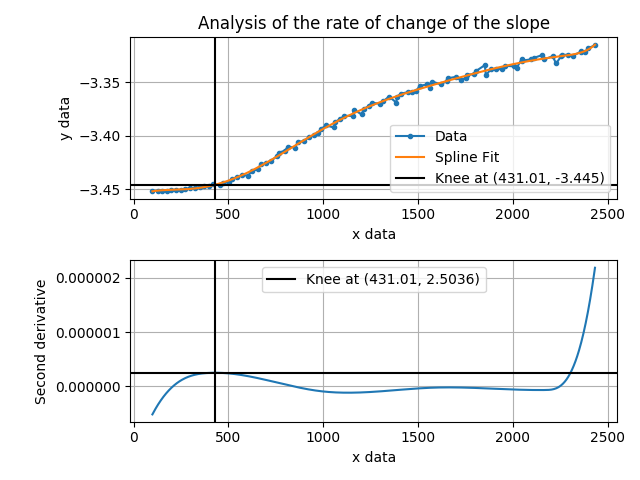 Analysis of the rate of change of the slope
y data
−3.35
−3.40
−3.45
Data
Spline Fit
Knee at (431.01, -3.445)
0 500 1000 1500 2000 2500
x data
Second derivative
0.000002
0.000001
0.000000
Knee at (431.01, 2.5036)
0 500 1000 1500 2000 2500
x data